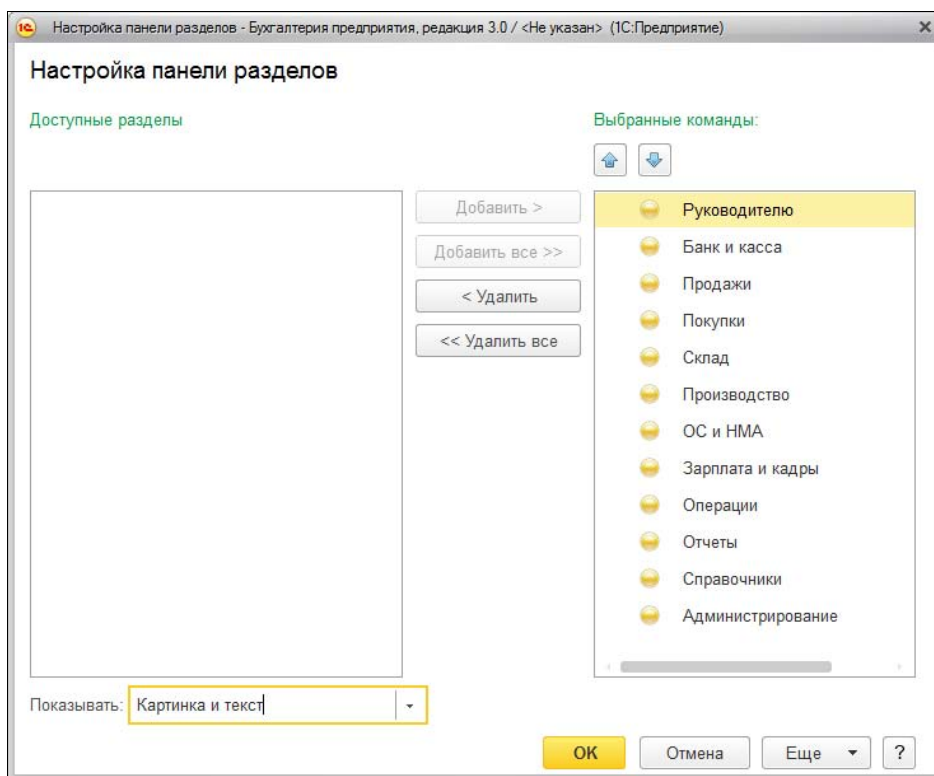 1С Настройка панели разделов - Бухгалтерия предприятия, редакция 3.0 / <Не указан> (1С:Предприятие)
Настройка панели разделов
Доступные разделы
Выбранные команды:
Добавить >
Добавить все >>
< Удалить
<< Удалить все
Руководителю
Банк и касса
Продажи
Покупки
Склад
Производство
ОС и НМА
Зарплата и кадры
Операции
Отчеты
Справочники
Администрирование
Показывать: Картинка и текст
ОК Отмена Еще ?